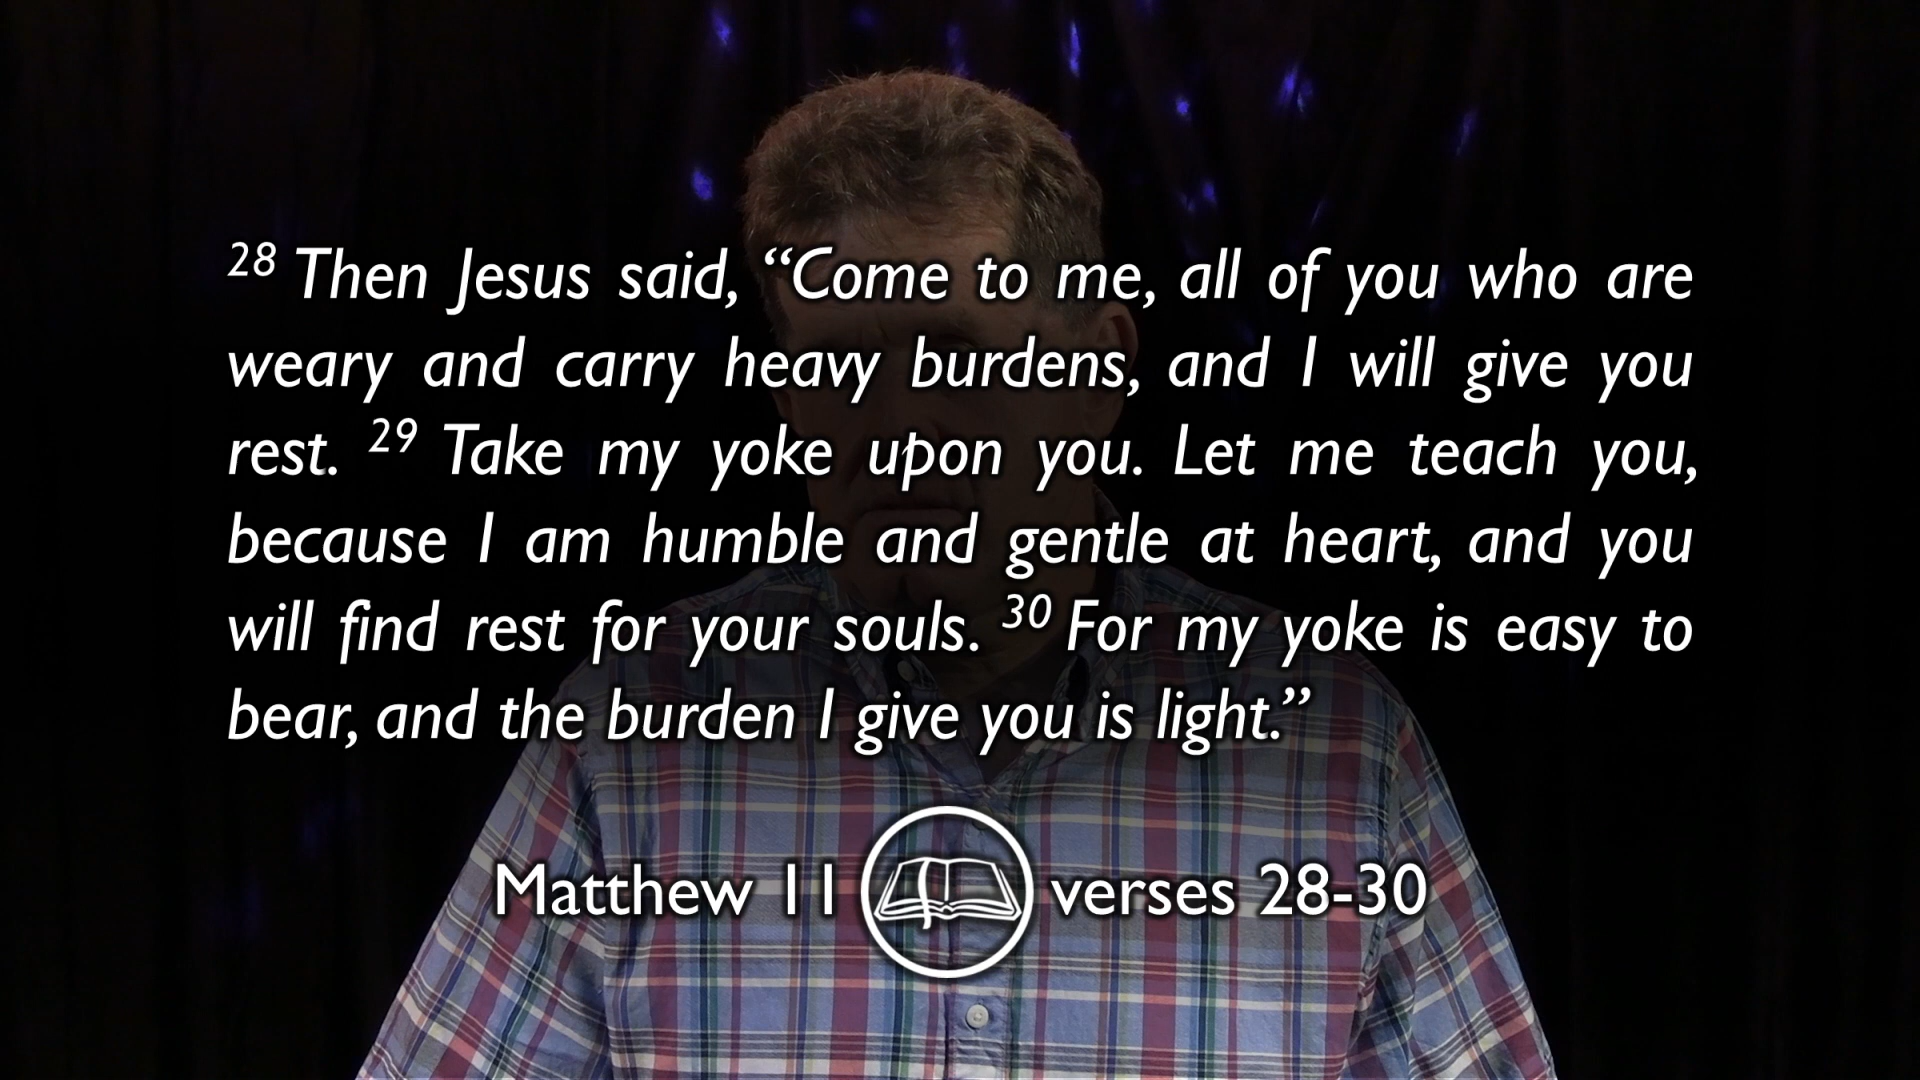 28 Then Jesus said, “Come to me, all of you who are
weary and carry heavy burdens, and I will give you
rest. 29 Take my yoke upon you. Let me teach you,
because I am humble and gentle at heart, and you
will find rest for your souls. 30 For my yoke is easy to
bear, and the burden I give you is light.”
Matthew 11 verses 28-30